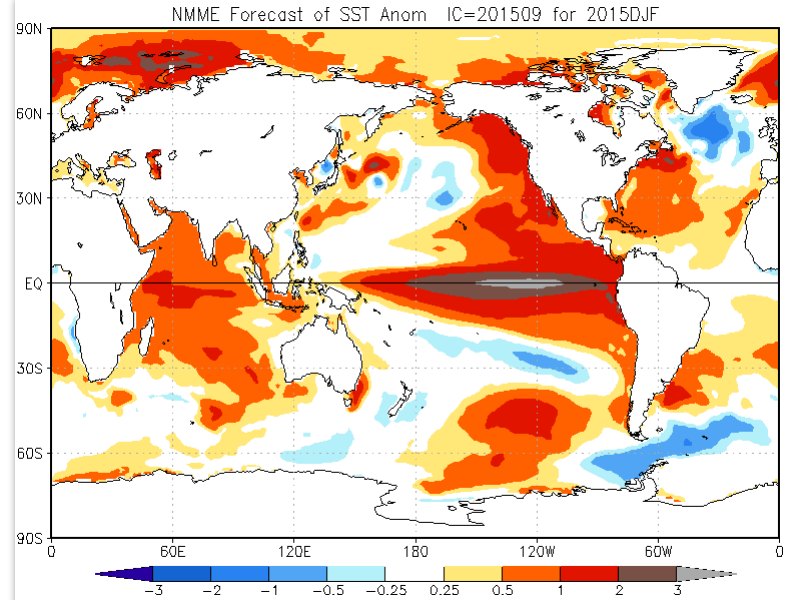 NMME Forecast of SST Anom IC=201509 for 2015DJF
90N
60N
30N
EQ
30S
60S
90S
0 60E 120E 180 120W 60W 0
-3 -2 -1 -0.5 -0.25 0.25 0.5 1 2 3